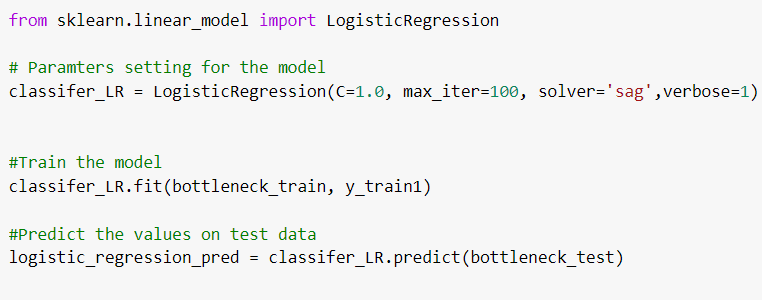 from sklearn.linear_model import LogisticRegression
# Paramters setting for the model
classifer_LR = LogisticRegression(C=1.0, max_iter=100, solver='sag',verbose=1)
#Train the model
classifer_LR.fit(bottleneck_train, y_train1)
#Predict the values on test data
logistic_regression_pred = classifer_LR.predict(bottleneck_test)